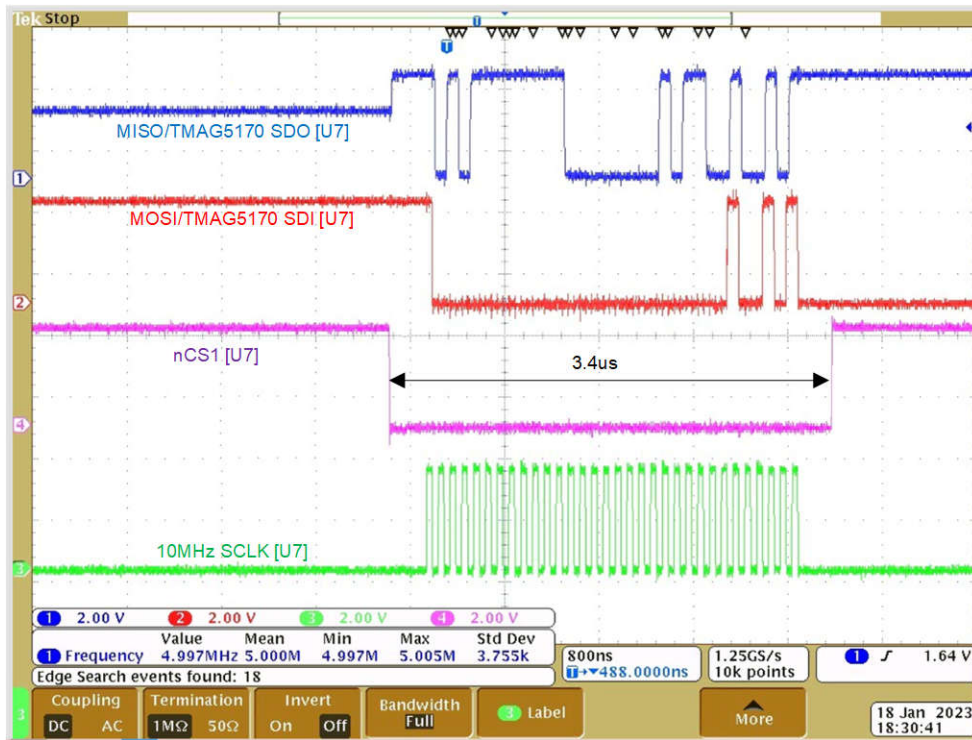 Tek Stop
T
T
MISO/TMAG5170 SDO [U7]
1
MOSI/TMAG5170 SDI [U7]
2
nCS1 [U7]
3.4us
4
10MHz SCLK [U7]
3
1 2.00 V 2 2.00 V 3 2.00 V 4 2.00 V
Value Mean Min Max Std Dev
1 Frequency 4.997MHz 5.000M 4.997M 5.005M 3.755k
Edge Search events found: 18
800ns
T→▼488.0000ns
1.25GS/s
10k points
1 1.64 V
3
Coupling
DC AC
Termination
1MΩ 50Ω
Invert
On Off
Bandwidth
Full
3 Label
More
18 Jan 2023
18:30:41